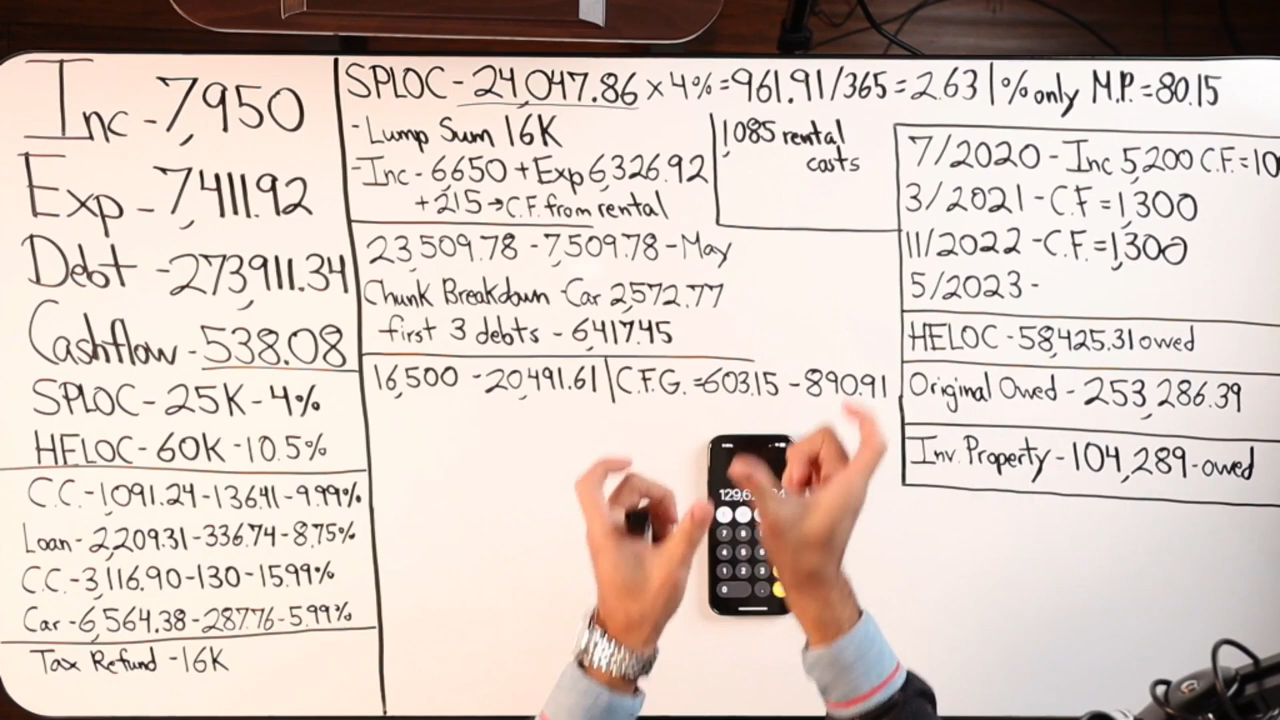 Inc - 7,950
Exp - 7,411.92
Debt - 273,911.34
Cashflow - 538.08
SPLOC - 25K - 4%
HELOC - 60K - 10.5%
C.C. - 1,091.24 - 136.41 - 9.99%
Loan - 2,209.31 - 336.74 - 8.75%
C.C. - 3,116.90 - 130 - 15.99%
Car - 6,564.38 - 287.76 - 5.99%
Tax Refund - 16K
SPLOC - 24,047.86 x 4% = 961.91/365 = 2.63 | % only M.P. = 80.15
- Lump Sum 16K
- Inc - 6650 + Exp 6,326.92
+ 215 → C.F. from rental
1,085 rental
costs
23,509.78 - 7,509.78 - May
Chunk Breakdown - Car 2,572.77
first 3 debts - 6,417.45
16,500 - 20,491.61 | C.F.G. = 603.15 - 890.91
7/2020 - Inc 5,200 C.F. = 10
3/2021 - C.F = 1,300
11/2022 - C.F. = 1,300
5/2023 -
HELOC - 58,425.31 owed
Original Owed - 253,286.39
Inv. Property - 104,289 - owed